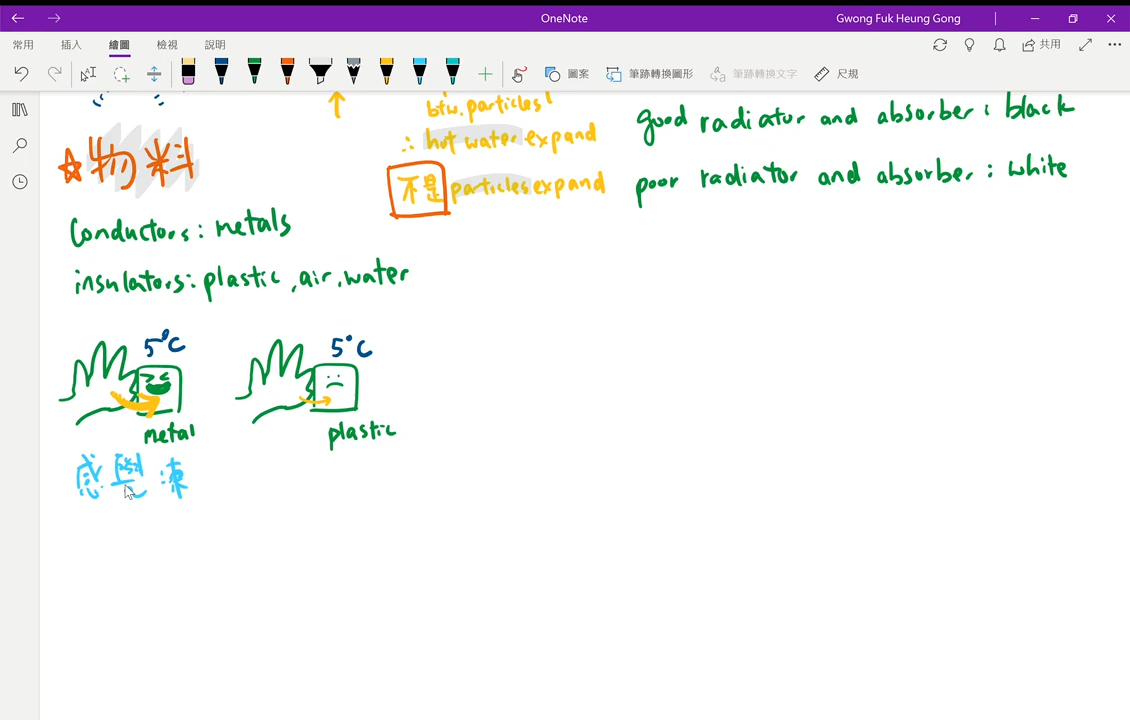 OneNote
Gwong Fuk Heung Gong
常用 插入 繪圖 檢視 說明
共用
圖案 筆跡轉換圖形 筆跡轉換文字 尺規
btw. particles
∴ hot water expand
不是 particles expand
good radiator and absorber : black
poor radiator and absorber : white
☆物料
Conductors : metals
insulators : plastic, air, water
5°C
metal
感覺凍
5°C
plastic